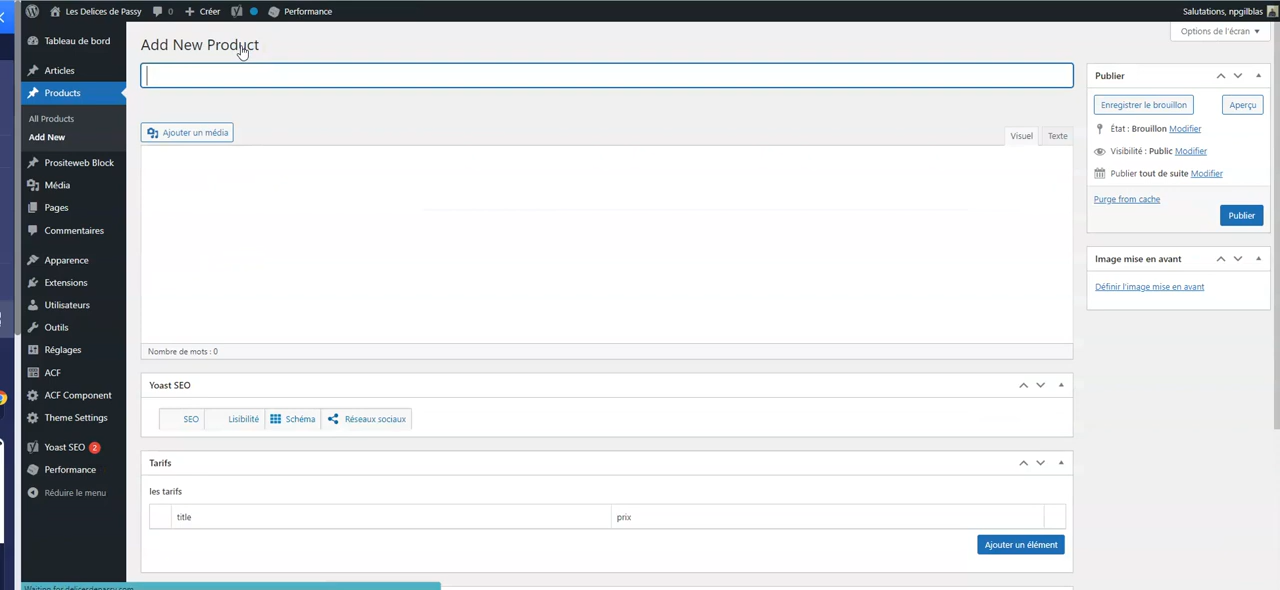 Les Delices de Passy 0 Créer Performance Salutations, npgilblas
Tableau de bord
Articles
Products
All Products
Add New
Prositeweb Block
Média
Pages
Commentaires
Apparence
Extensions
Utilisateurs
Outils
Réglages
ACF
ACF Component
Theme Settings
Yoast SEO 2
Performance
Réduire le menu
Options de l'écran
Add New Product
Ajouter un média
Visuel Texte
Nombre de mots : 0
Yoast SEO
SEO Lisibilité Schéma Réseaux sociaux
Tarifs
les tarifs
title prix
Ajouter un élément
Publier
Enregistrer le brouillon Aperçu
État : Brouillon Modifier
Visibilité : Public Modifier
Publier tout de suite Modifier
Purge from cache
Publier
Image mise en avant
Définir l'image mise en avant